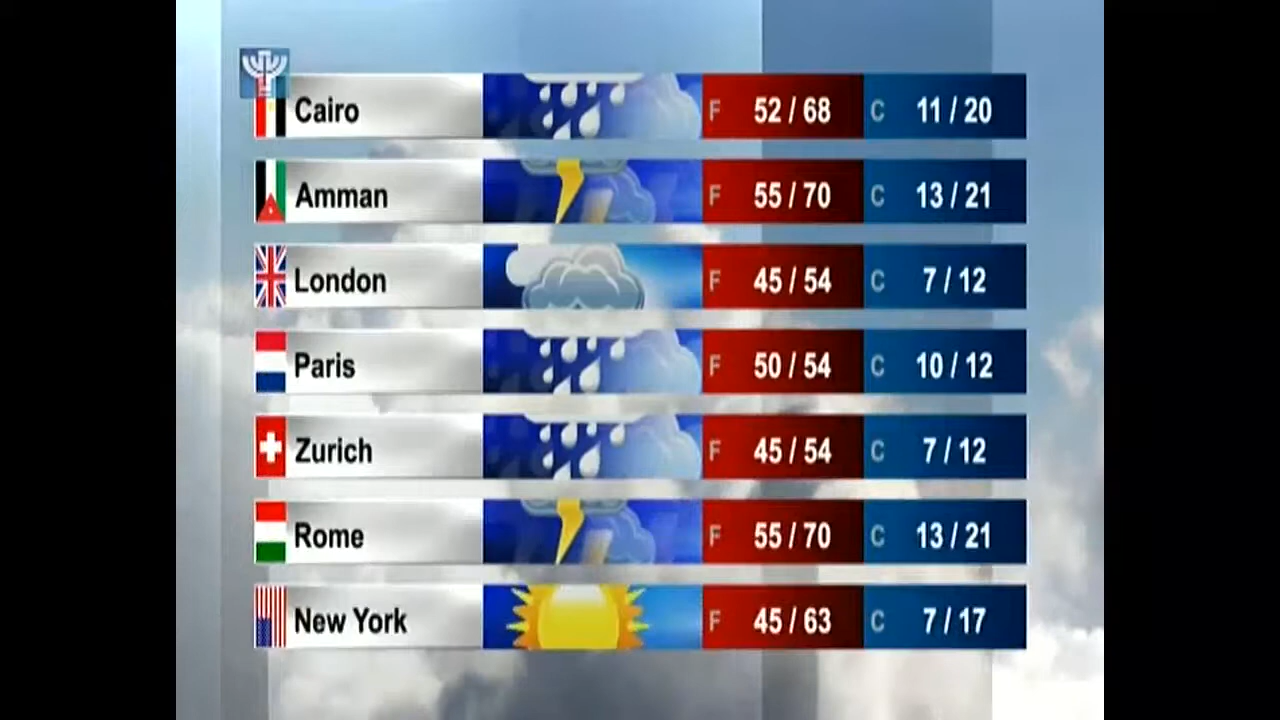 Cairo F 52 / 68 C 11 / 20
Amman F 55 / 70 C 13 / 21
London F 45 / 54 C 7 / 12
Paris F 50 / 54 C 10 / 12
Zurich F 45 / 54 C 7 / 12
Rome F 55 / 70 C 13 / 21
New York F 45 / 63 C 7 / 17